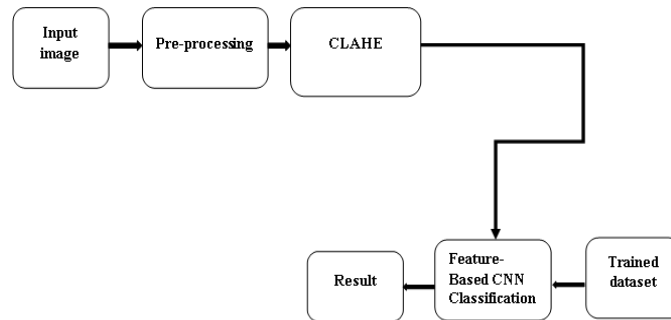 Input
image
Pre-processing
CLAHE
Feature-
Based CNN
Classification
Trained
dataset
Result